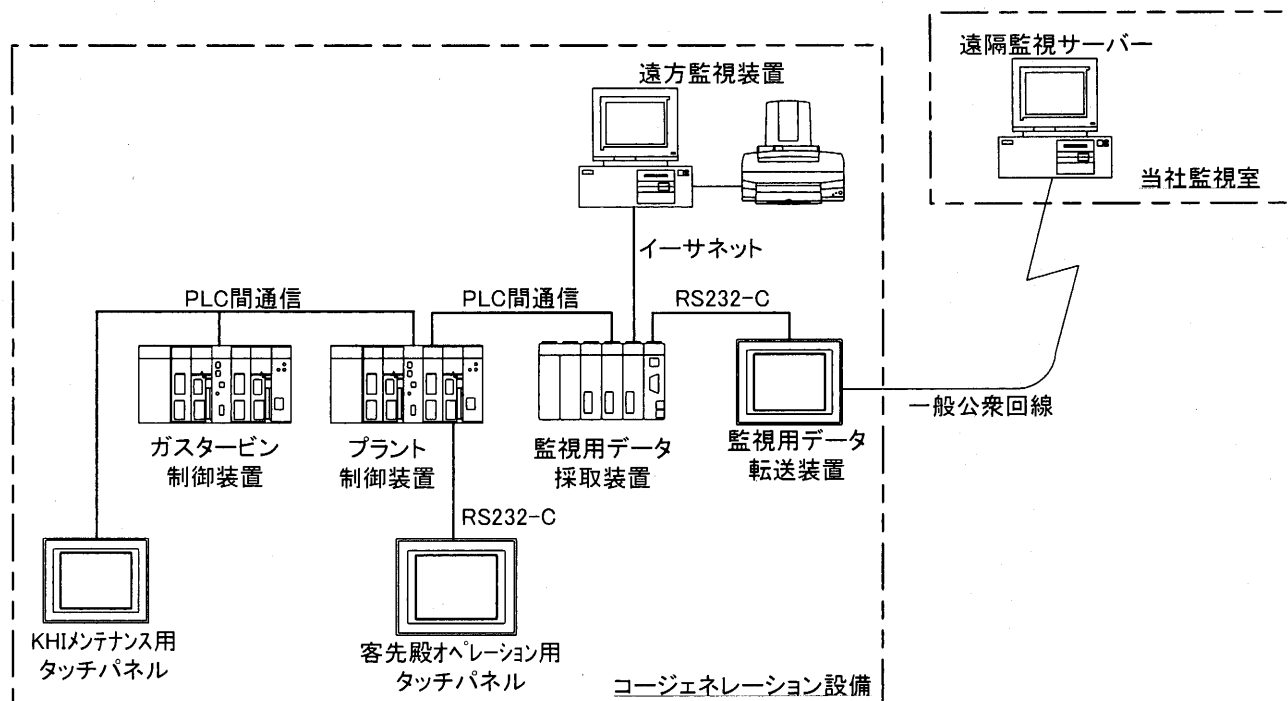 遠隔監視サーバー
当社監視室
遠方監視装置
イーサネット
PLC間通信
PLC間通信
RS232-C
ガスタービン
制御装置
プラント
制御装置
監視用データ
採取装置
監視用データ
転送装置
一般公衆回線
RS232-C
KHIメンテナンス用
タッチパネル
客先殿オペレーション用
タッチパネル
コージェネレーション設備